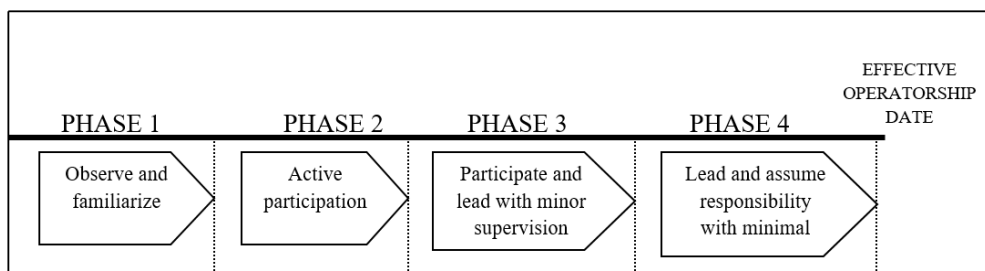 EFFECTIVE
OPERATORSHIP
DATE
PHASE 1
PHASE 2
PHASE 3
PHASE 4
Observe and
familiarize
Active
participation
Participate and
lead with minor
supervision
Lead and assume
responsibility
with minimal